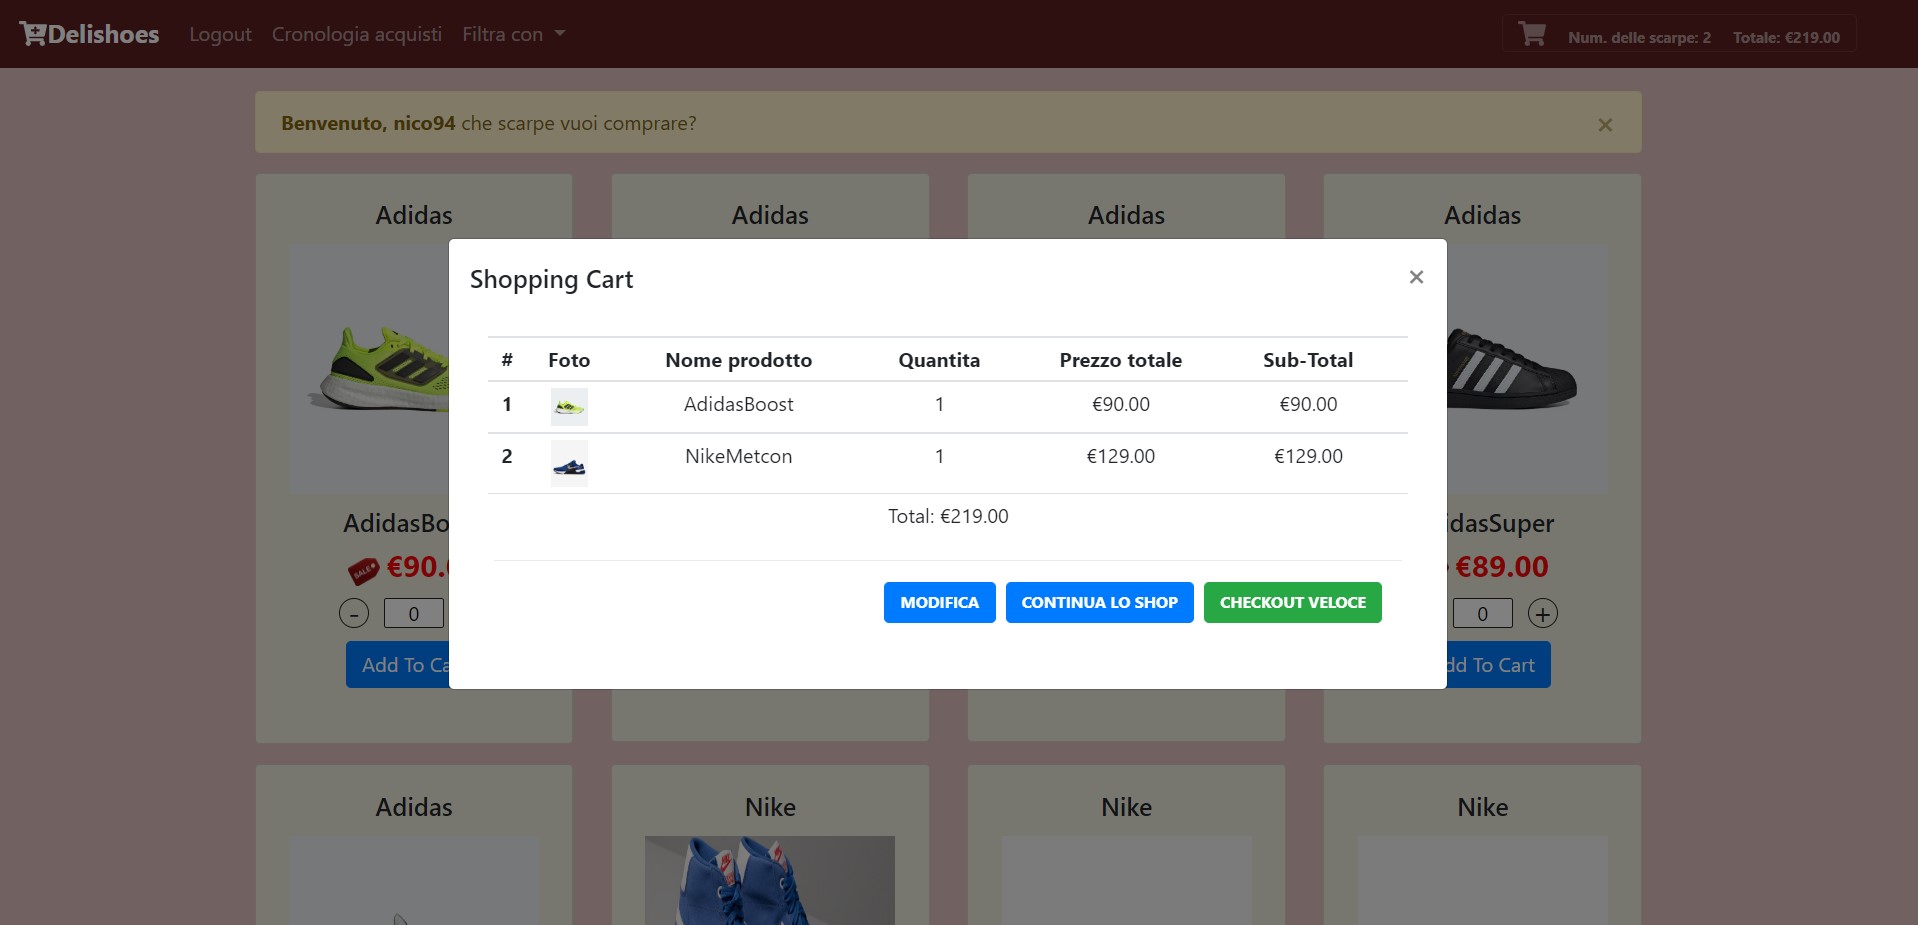 Delishoes Logout Cronologia acquisti Filtra con Num. delle scarpe: 2 Totale: €219.00
Benvenuto, nico94 che scarpe vuoi comprare? ×
Adidas Adidas Adidas Adidas
Shopping Cart ×
# Foto Nome prodotto Quantita Prezzo totale Sub-Total
1 AdidasBoost 1 €90.00 €90.00
2 NikeMetcon 1 €129.00 €129.00
Total: €219.00
MODIFICA CONTINUA LO SHOP CHECKOUT VELOCE
AdidasBo idasSuper
SALE €90. €89.00
- 0 0 +
Add To Ca dd To Cart
Adidas Nike Nike Nike